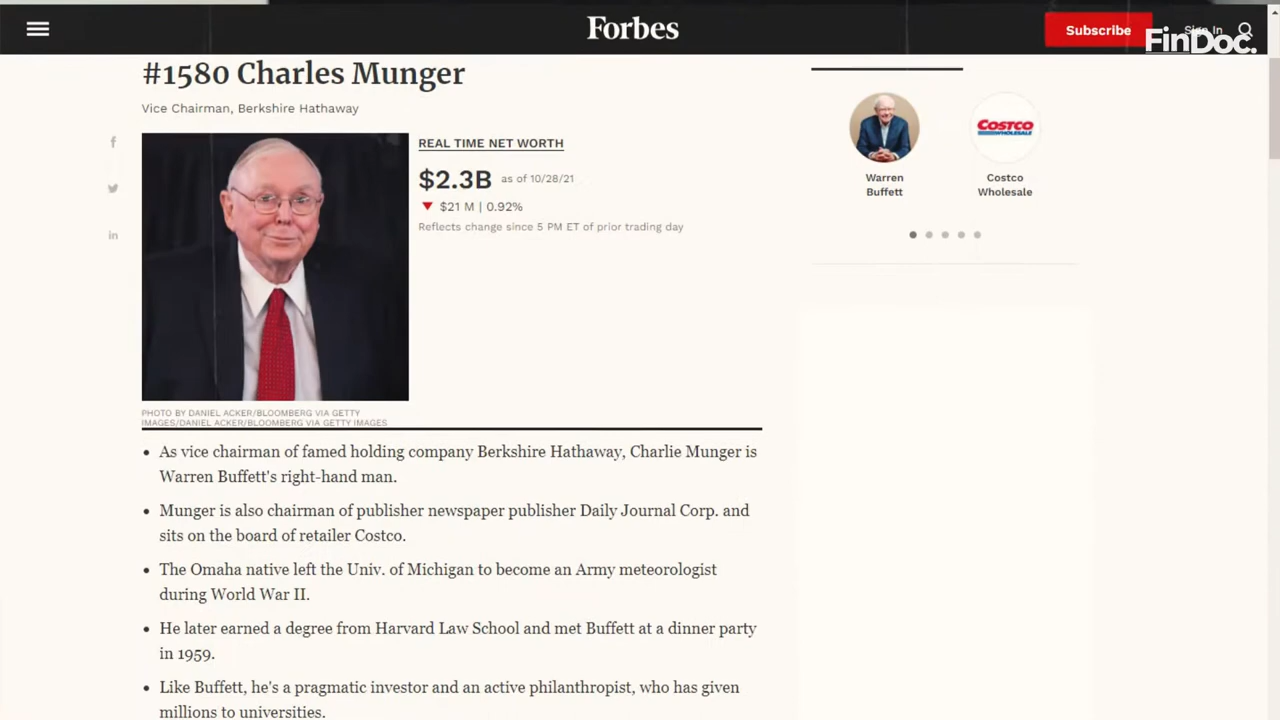 Forbes
Subscribe
Sign In
FinDoc.
#1580 Charles Munger
Vice Chairman, Berkshire Hathaway
REAL TIME NET WORTH
$2.3B as of 10/28/21
$21 M | 0.92%
Reflects change since 5 PM ET of prior trading day
PHOTO BY DANIEL ACKER/BLOOMBERG VIA GETTY
IMAGES/DANIEL ACKER/BLOOMBERG VIA GETTY IMAGES
• As vice chairman of famed holding company Berkshire Hathaway, Charlie Munger is
Warren Buffett's right-hand man.
• Munger is also chairman of publisher newspaper publisher Daily Journal Corp. and
sits on the board of retailer Costco.
• The Omaha native left the Univ. of Michigan to become an Army meteorologist
during World War II.
• He later earned a degree from Harvard Law School and met Buffett at a dinner party
in 1959.
• Like Buffett, he's a pragmatic investor and an active philanthropist, who has given
millions to universities.
COSTCO
WHOLESALE
Warren
Buffett
Costco
Wholesale